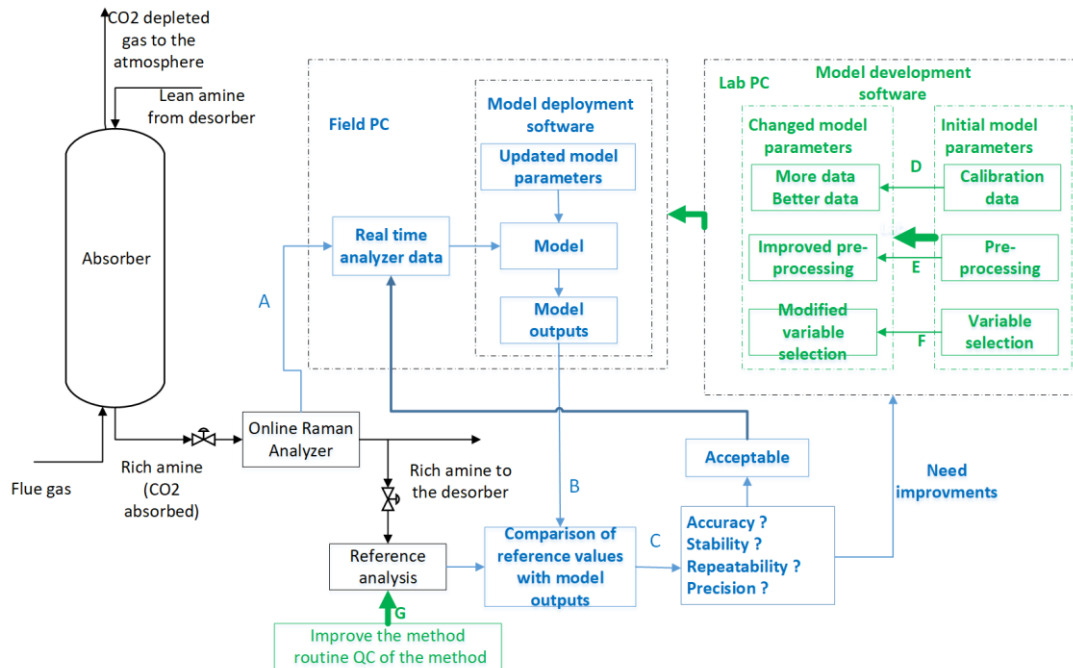 CO2 depleted
gas to the
atmosphere
Lean amine
from desorber
Absorber
Flue gas
Rich amine
(CO2
absorbed)
Online Raman
Analyzer
Rich amine to
the desorber
Reference
analysis
G
Improve the method
routine QC of the method
A
Field PC
Real time
analyzer data
Model deployment
software
Updated model
parameters
Model
Model
outputs
B
Comparison of
reference values
with model
outputs
C
Accuracy ?
Stability ?
Repeatability ?
Precision ?
Acceptable
Need
improvments
Lab PC
Model development
software
Changed model
parameters
Initial model
parameters
More data
Better data
D
Calibration
data
Improved pre-
processing
E
Pre-
processing
Modified
variable
selection
F
Variable
selection